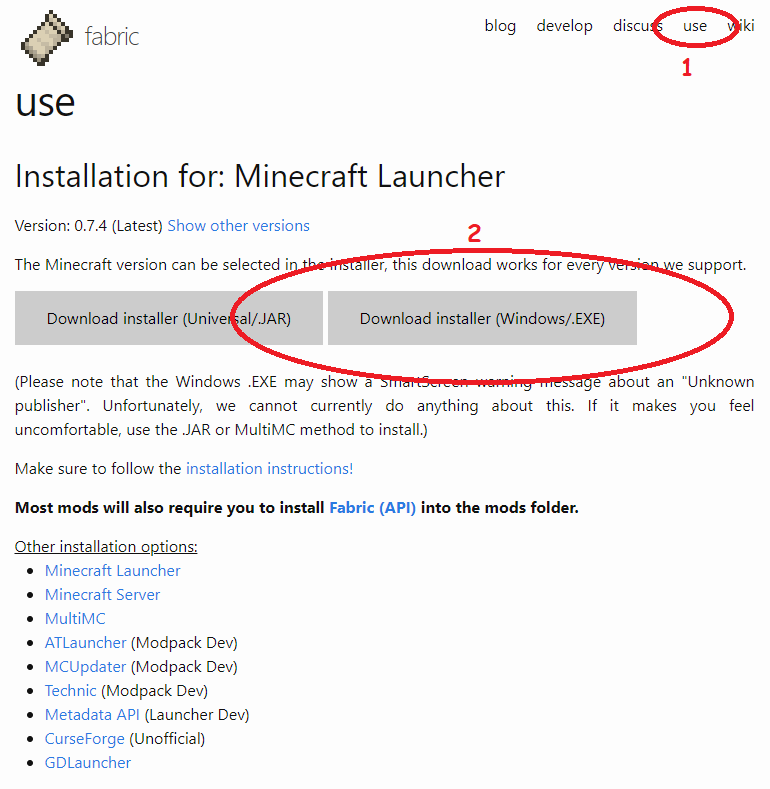 fabric
blog develop discuss use wiki
1
use
Installation for: Minecraft Launcher
Version: 0.7.4 (Latest) Show other versions
2
The Minecraft version can be selected in the installer, this download works for every version we support.
Download installer (Universal/.JAR) Download installer (Windows/.EXE)
(Please note that the Windows .EXE may show a SmartScreen warning message about an "Unknown
publisher". Unfortunately, we cannot currently do anything about this. If it makes you feel
uncomfortable, use the .JAR or MultiMC method to install.)
Make sure to follow the installation instructions!
Most mods will also require you to install Fabric (API) into the mods folder.
Other installation options:
Minecraft Launcher
Minecraft Server
MultiMC
ATLauncher (Modpack Dev)
MCUpdater (Modpack Dev)
Technic (Modpack Dev)
Metadata API (Launcher Dev)
CurseForge (Unofficial)
GDLauncher